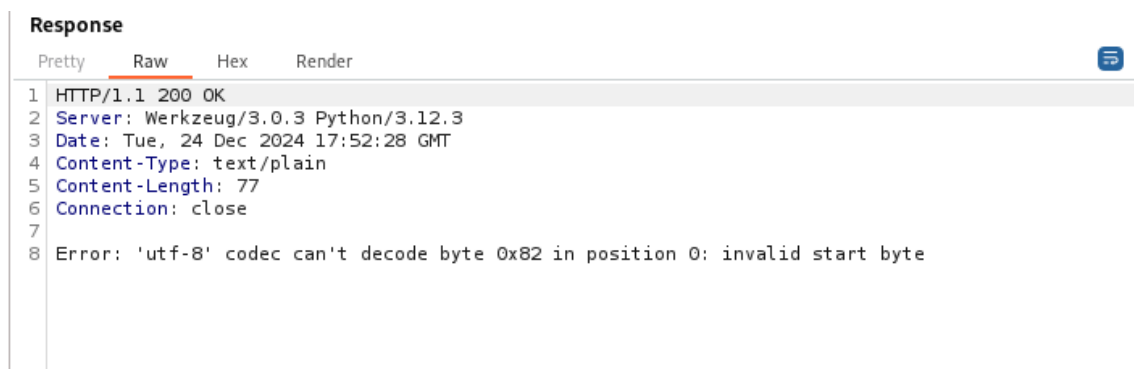 Response
Pretty Raw Hex Render
1 HTTP/1.1 200 OK
2 Server: Werkzeug/3.0.3 Python/3.12.3
3 Date: Tue, 24 Dec 2024 17:52:28 GMT
4 Content-Type: text/plain
5 Content-Length: 77
6 Connection: close
7
8 Error: 'utf-8' codec can't decode byte 0x82 in position 0: invalid start byte